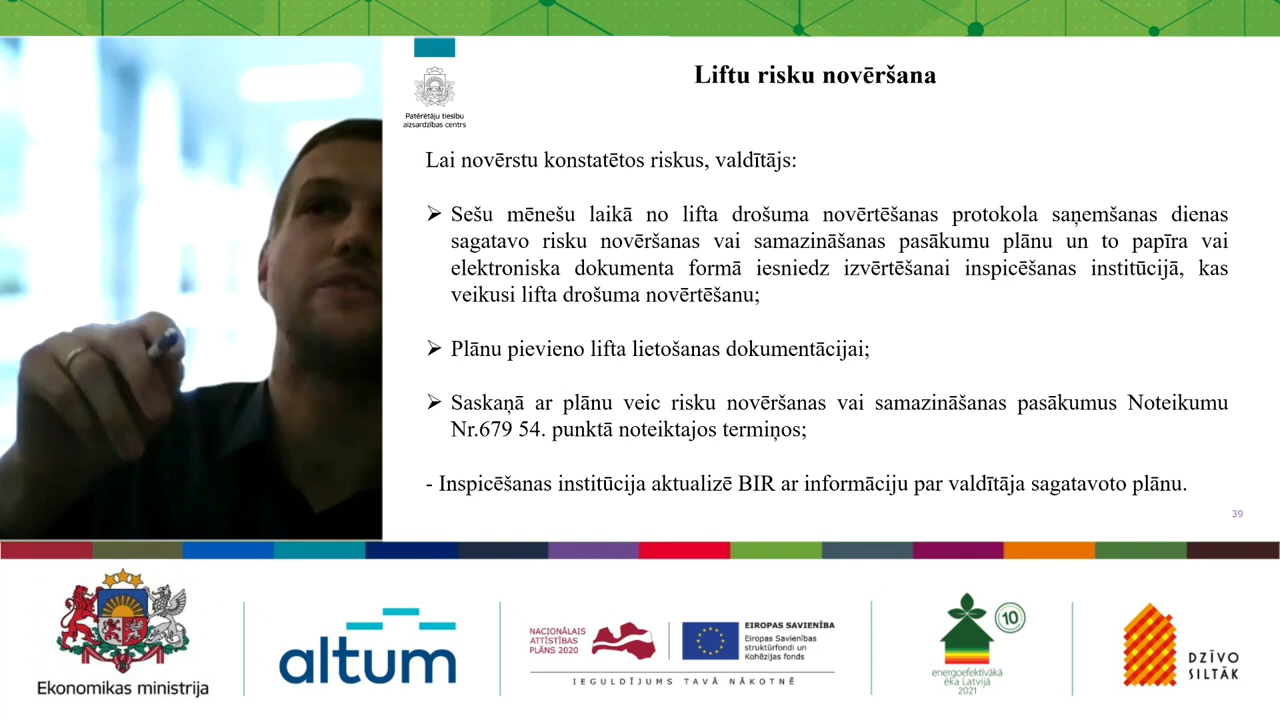 Patērētāju tiesību
aizsardzības centrs
Liftu risku novēršana
Lai novērstu konstatētos riskus, valdītājs:
➢ Sešu mēnešu laikā no lifta drošuma novērtēšanas protokola saņemšanas dienas
sagatavo risku novēršanas vai samazināšanas pasākumu plānu un to papīra vai
elektroniska dokumenta formā iesniedz izvērtēšanai inspicēšanas institūcijā, kas
veikusi lifta drošuma novērtēšanu;
➢ Plānu pievieno lifta lietošanas dokumentācijai;
➢ Saskaņā ar plānu veic risku novēršanas vai samazināšanas pasākumus Noteikumu
Nr.679 54. punktā noteiktajos termiņos;
- Inspicēšanas institūcija aktualizē BIR ar informāciju par valdītāja sagatavoto plānu.
39
Ekonomikas ministrija
altum
NACIONĀLAIS
ATTĪSTĪBAS
PLĀNS 2020
EIROPAS SAVIENĪBA
Eiropas Savienības
struktūrfondi un
Kohēzijas fonds
IEGULDĪJUMS TAVĀ NĀKOTNĒ
10
energoefektīvākā
ēka Latvijā
2021
DZĪVO
SILTĀK